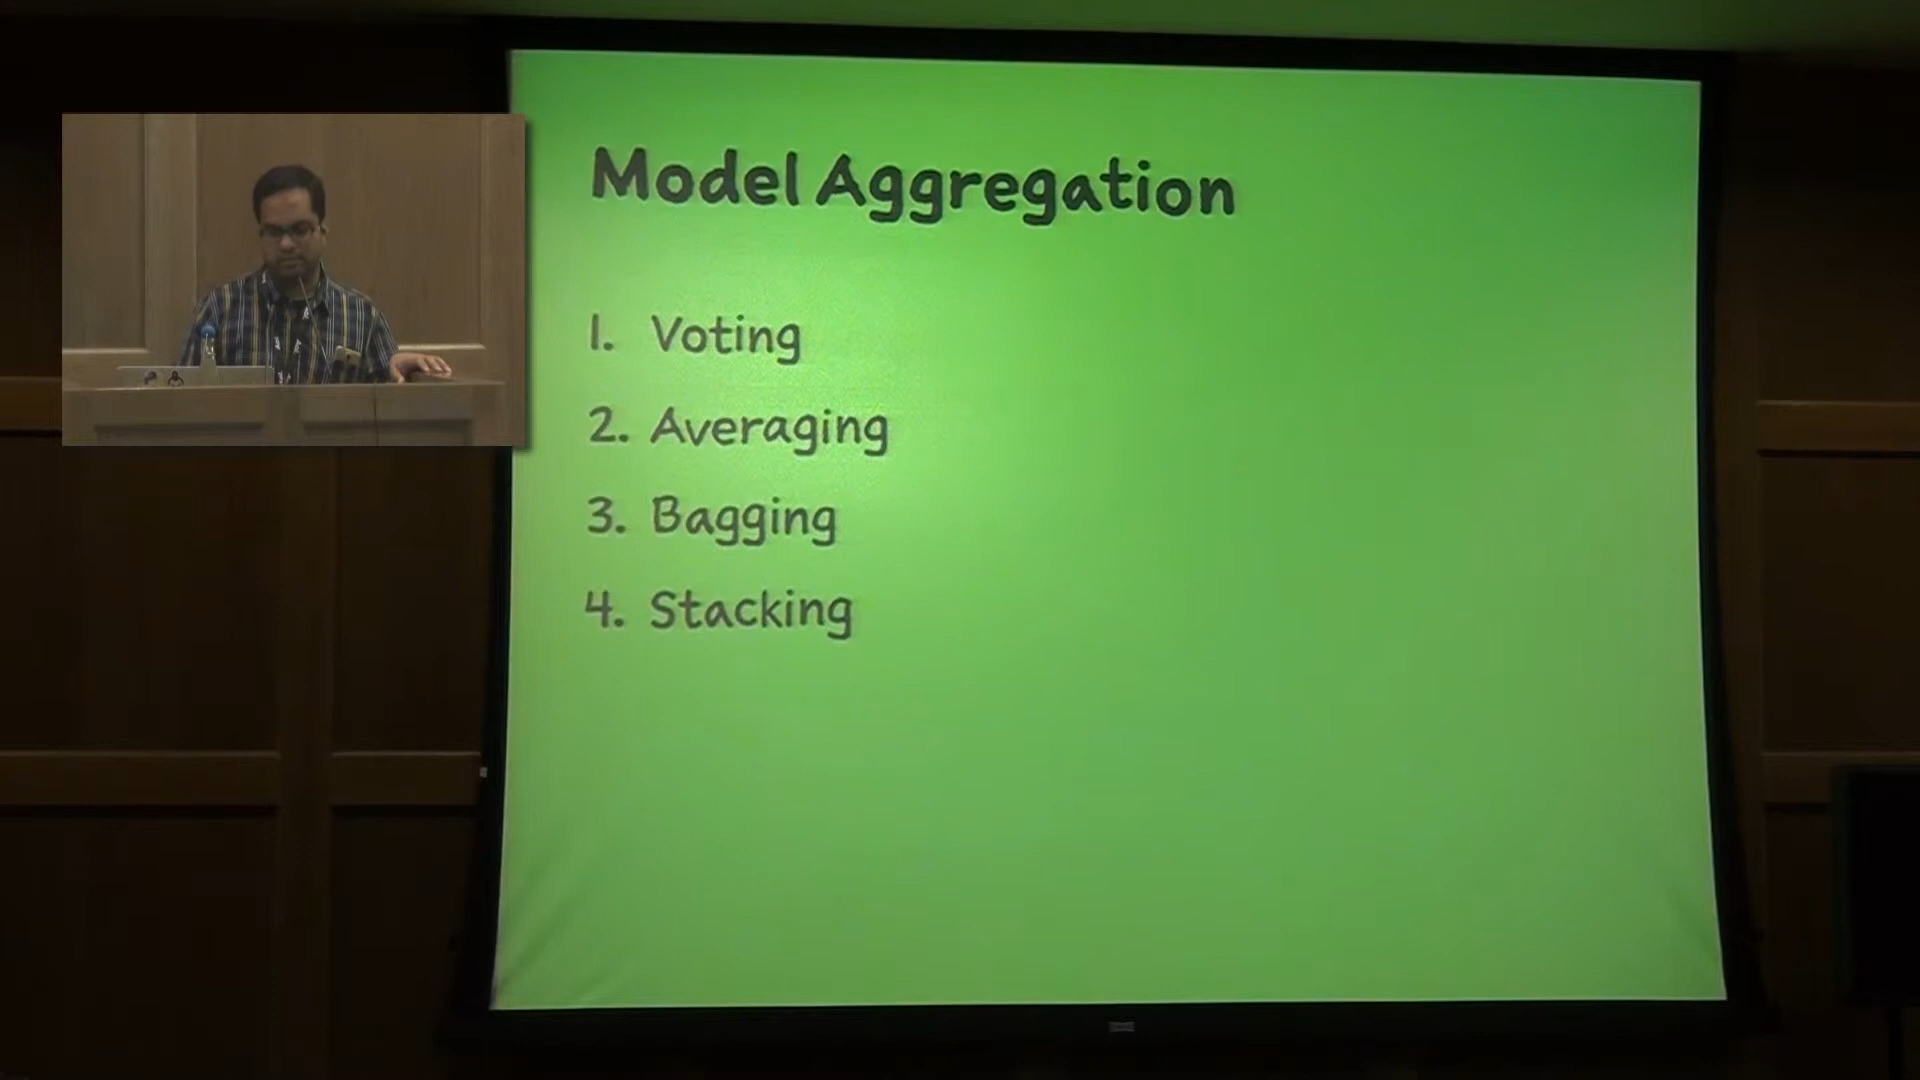 Model Aggregation
1. Voting
2. Averaging
3. Bagging
4. Stacking